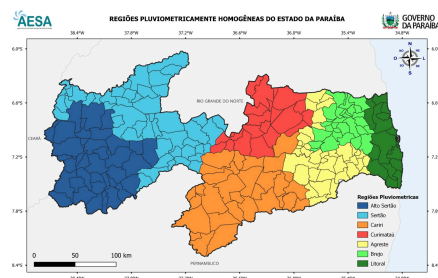 AESA
REGIÕES PLUVIOMETRICAMENTE HOMOGÊNEAS DO ESTADO DA PARAÍBA
GOVERNO
DA PARAÍBA
38.4°W 37.8°W 37.2°W 36.6°W 36.0°W 35.4°W 34.8°W
6.0°S
RIO GRANDE DO NORTE
CEARÁ
7.2°S
7.8°S
8.4°S
PERNAMBUCO
Regiões Pluviometricas
Alto Sertão
Sertão
Cariri
Curimataú
Agreste
Brejo
Litoral
0 50 100 km